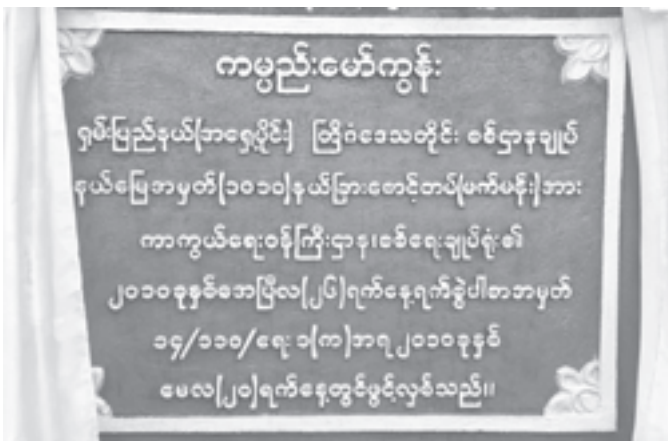 ကမ္ပည်းမော်ကွန်း
ရှမ်းပြည်နယ်(အရှေ့ပိုင်း) တြိဂံဒေသတိုင်း စစ်ဌာနချုပ်
နယ်မြေအမှတ်(၁၀၁၀)နယ်ခြားစောင့်တပ်(မက်မန်း)အား
ကာကွယ်ရေးဝန်ကြီးဌာန၊စစ်ရေးချုပ်ရုံး၏
၂၀၁၀ခုနှစ်အေပြီလ(၂၆)ရက်နေ့ရက်စွဲပါစာအမှတ်
၁၄/၁၁၀/ရေး ၁(က)အရ ၂၀၁၀ခုနှစ်
မေလ(၂၀)ရက်နေ့တွင်ဖွင့်လှစ်သည်။